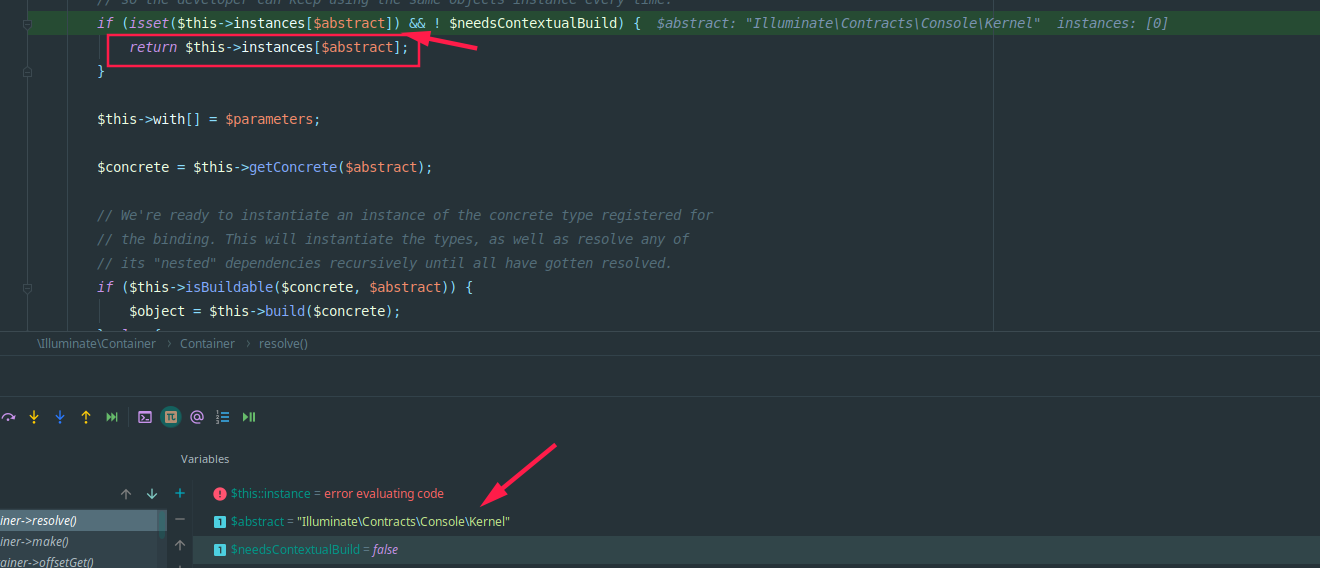 // so the developer can keep using the same objects instance every time.
if (isset($this->instances[$abstract]) && ! $needsContextualBuild) {  $abstract: "Illuminate\Contracts\Console\Kernel"  instances: [0]
return $this->instances[$abstract];
}
$this->with[] = $parameters;
$concrete = $this->getConcrete($abstract);
// We're ready to instantiate an instance of the concrete type registered for
// the binding. This will instantiate the types, as well as resolve any of
// its "nested" dependencies recursively until all have gotten resolved.
if ($this->isBuildable($concrete, $abstract)) {
$object = $this->build($concrete);
\Illuminate\Container › Container › resolve()
Variables
$this::instance = error evaluating code
iner->resolve()
$abstract = "Illuminate\Contracts\Console\Kernel"
iner->make()
$needsContextualBuild = false
ainer->offsetGet()